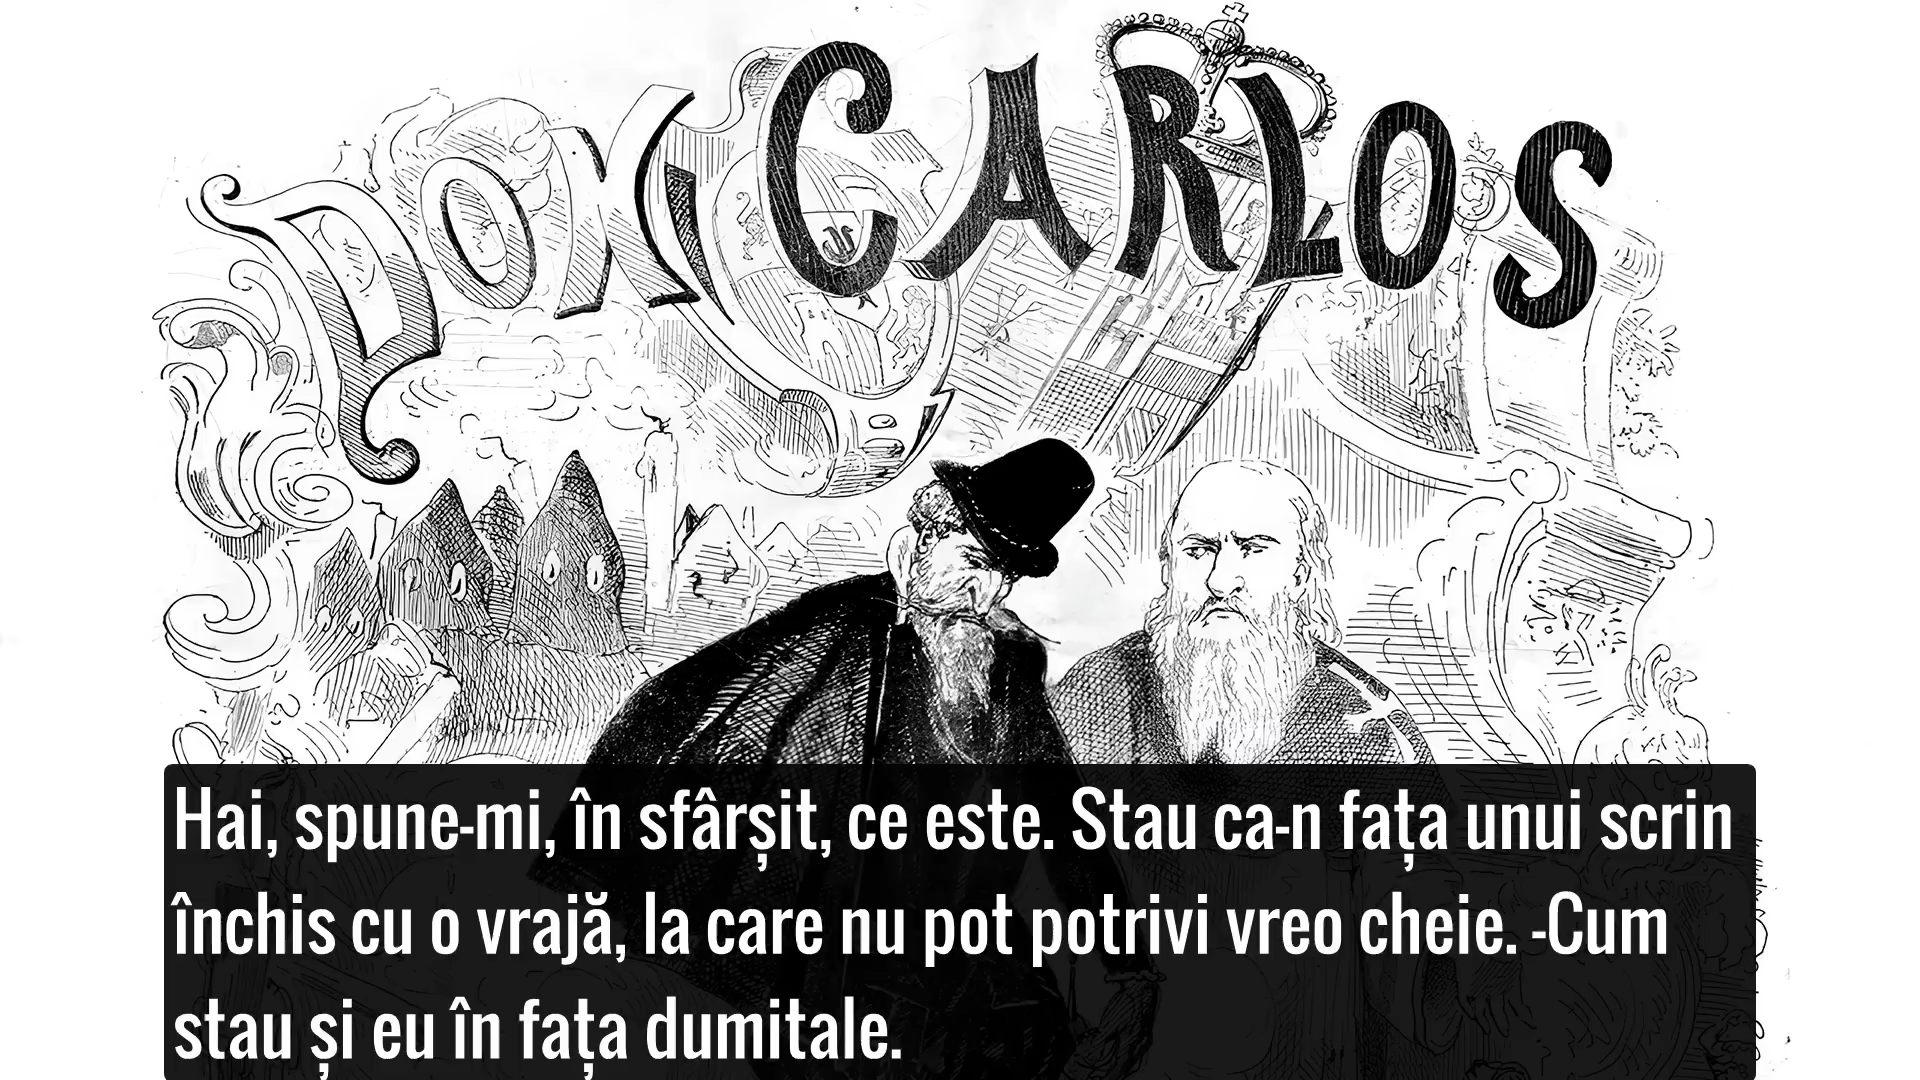 DON CARLOS
Hai, spune-mi, în sfârșit, ce este. Stau ca-n fața unui scrin
închis cu o vrajă, la care nu pot potrivi vreo cheie. -Cum
stau și eu în fața dumitale.